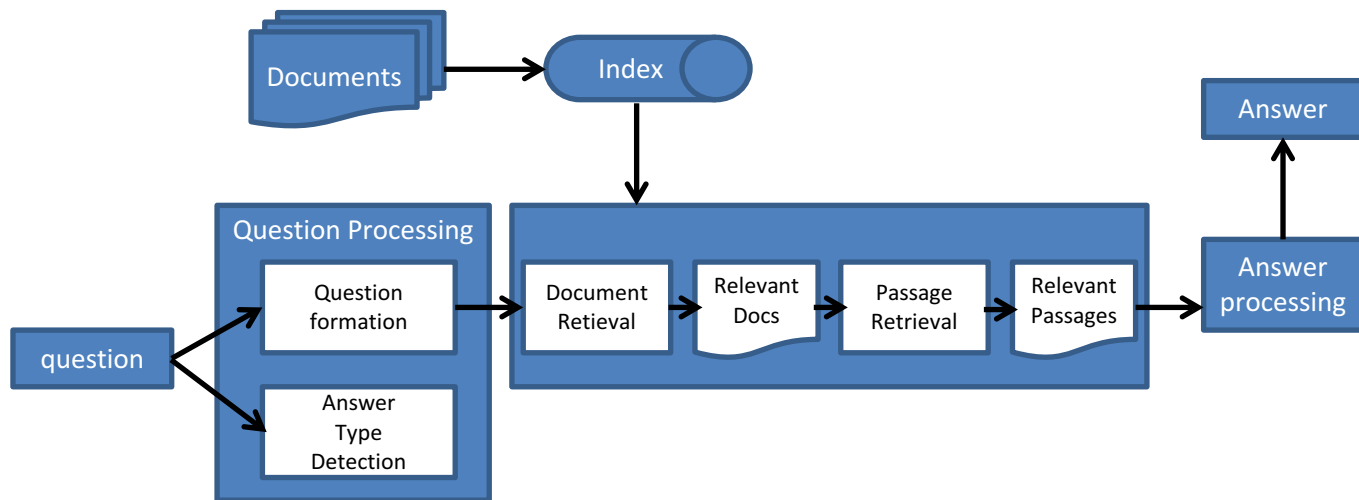 Documents
Index
Answer
Question Processing
Question
formation
Document
Retieval
Relevant
Docs
Passage
Retrieval
Relevant
Passages
Answer
processing
question
Answer
Type
Detection